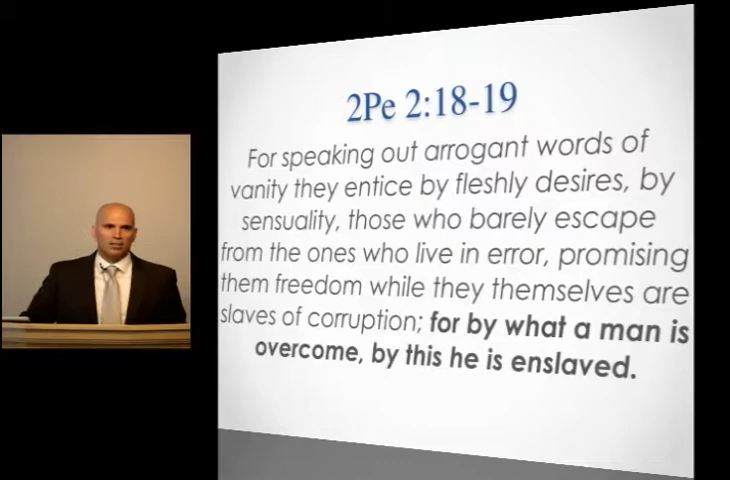 2Pe 2:18-19
For speaking out arrogant words of
vanity they entice by fleshly desires, by
sensuality, those who barely escape
from the ones who live in error, promising
them freedom while they themselves are
slaves of corruption; for by what a man is
overcome, by this he is enslaved.